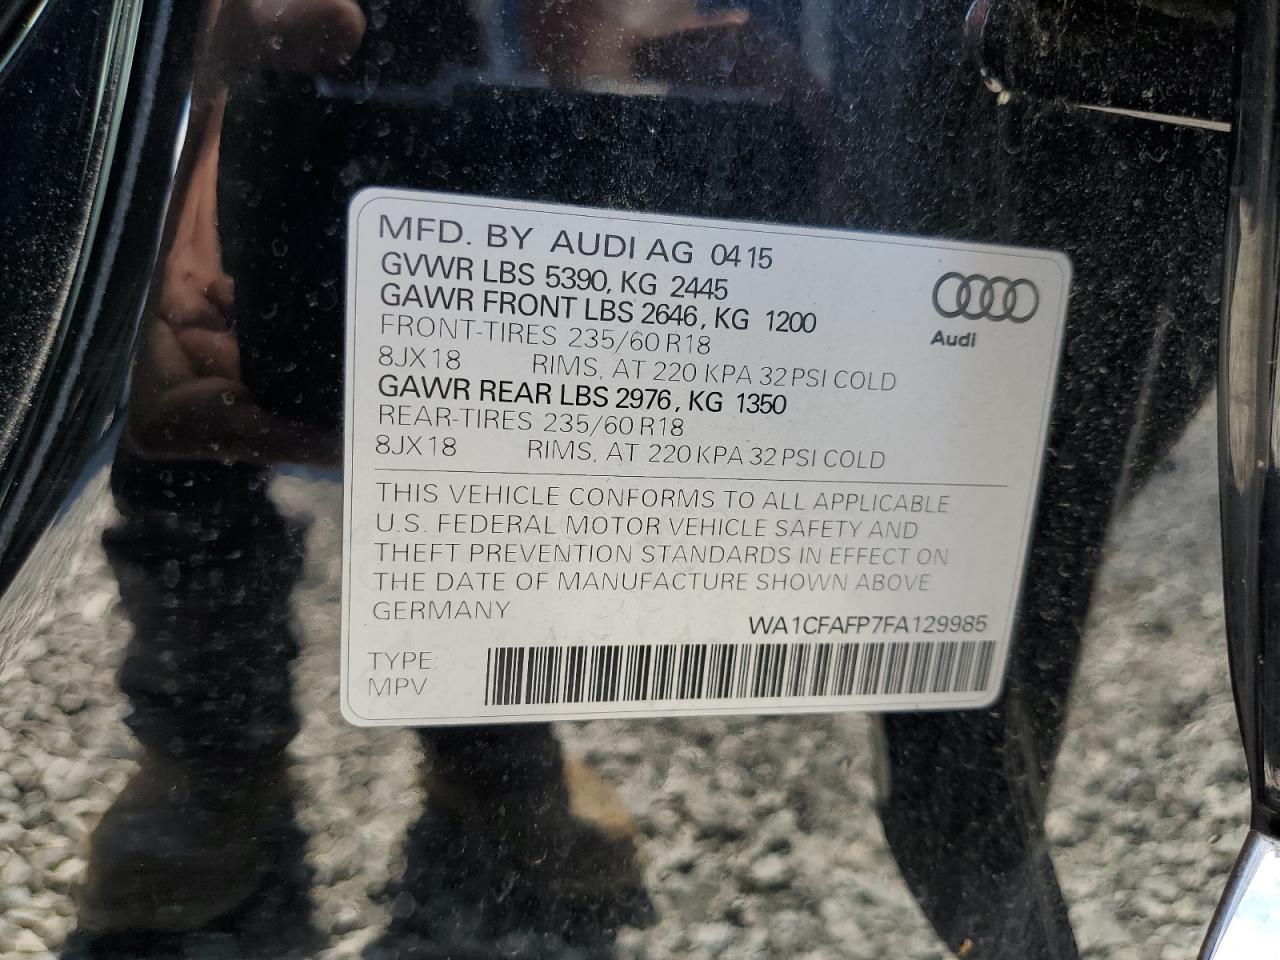 MFD. BY AUDI AG 0415
GVWR LBS 5390, KG 2445
GAWR FRONT LBS 2646, KG 1200
FRONT-TIRES 235/60 R18
8JX18 RIMS, AT 220 KPA 32 PSI COLD
GAWR REAR LBS 2976, KG 1350
REAR-TIRES 235/60 R18
8JX18 RIMS, AT 220 KPA 32 PSI COLD
Audi
THIS VEHICLE CONFORMS TO ALL APPLICABLE
U.S. FEDERAL MOTOR VEHICLE SAFETY AND
THEFT PREVENTION STANDARDS IN EFFECT ON
THE DATE OF MANUFACTURE SHOWN ABOVE.
GERMANY
WA1CFAFP7FA129985
TYPE:
MPV